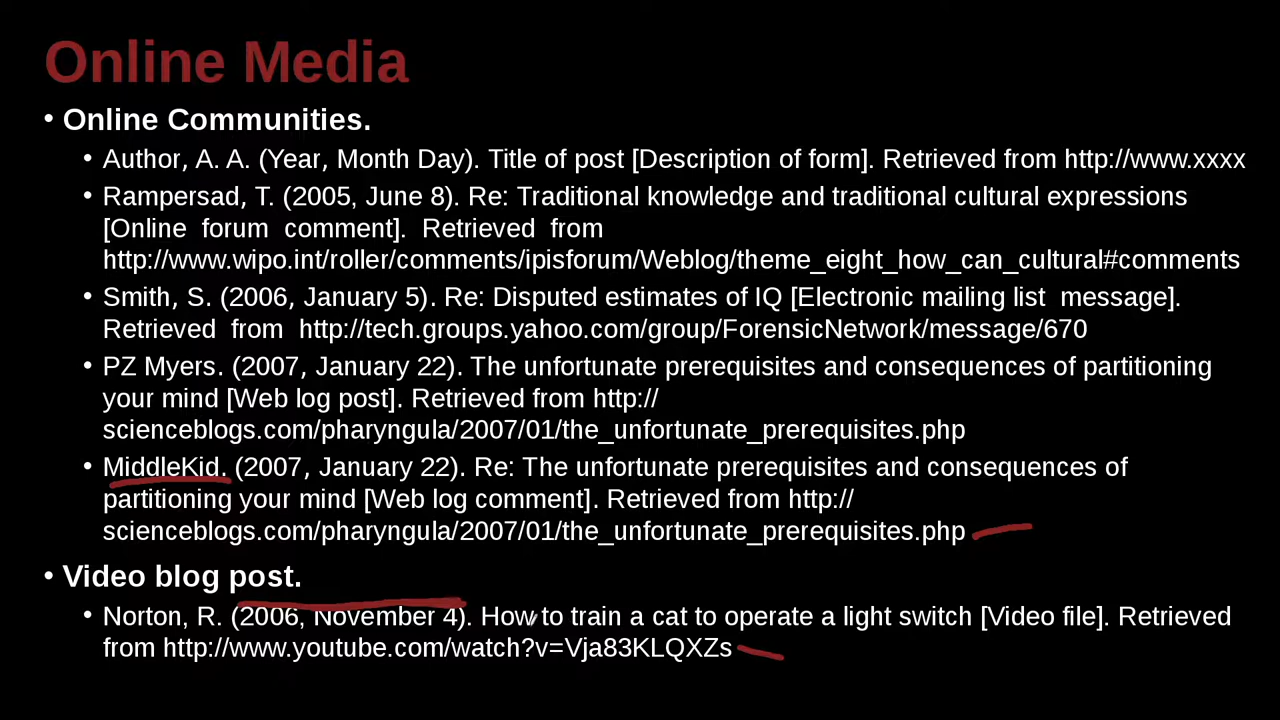 Online Media
• Online Communities.
• Author, A. A. (Year, Month Day). Title of post [Description of form]. Retrieved from http://www.xxxx
• Rampersad, T. (2005, June 8). Re: Traditional knowledge and traditional cultural expressions
[Online forum comment]. Retrieved from
http://www.wipo.int/roller/comments/ipisforum/Weblog/theme_eight_how_can_cultural#comments
• Smith, S. (2006, January 5). Re: Disputed estimates of IQ [Electronic mailing list message].
Retrieved from http://tech.groups.yahoo.com/group/ForensicNetwork/message/670
• PZ Myers. (2007, January 22). The unfortunate prerequisites and consequences of partitioning
your mind [Web log post]. Retrieved from http://
scienceblogs.com/pharyngula/2007/01/the_unfortunate_prerequisites.php
• MiddleKid. (2007, January 22). Re: The unfortunate prerequisites and consequences of
partitioning your mind [Web log comment]. Retrieved from http://
scienceblogs.com/pharyngula/2007/01/the_unfortunate_prerequisites.php
• Video blog post.
• Norton, R. (2006, November 4). How to train a cat to operate a light switch [Video file]. Retrieved
from http://www.youtube.com/watch?v=Vja83KLQXZs